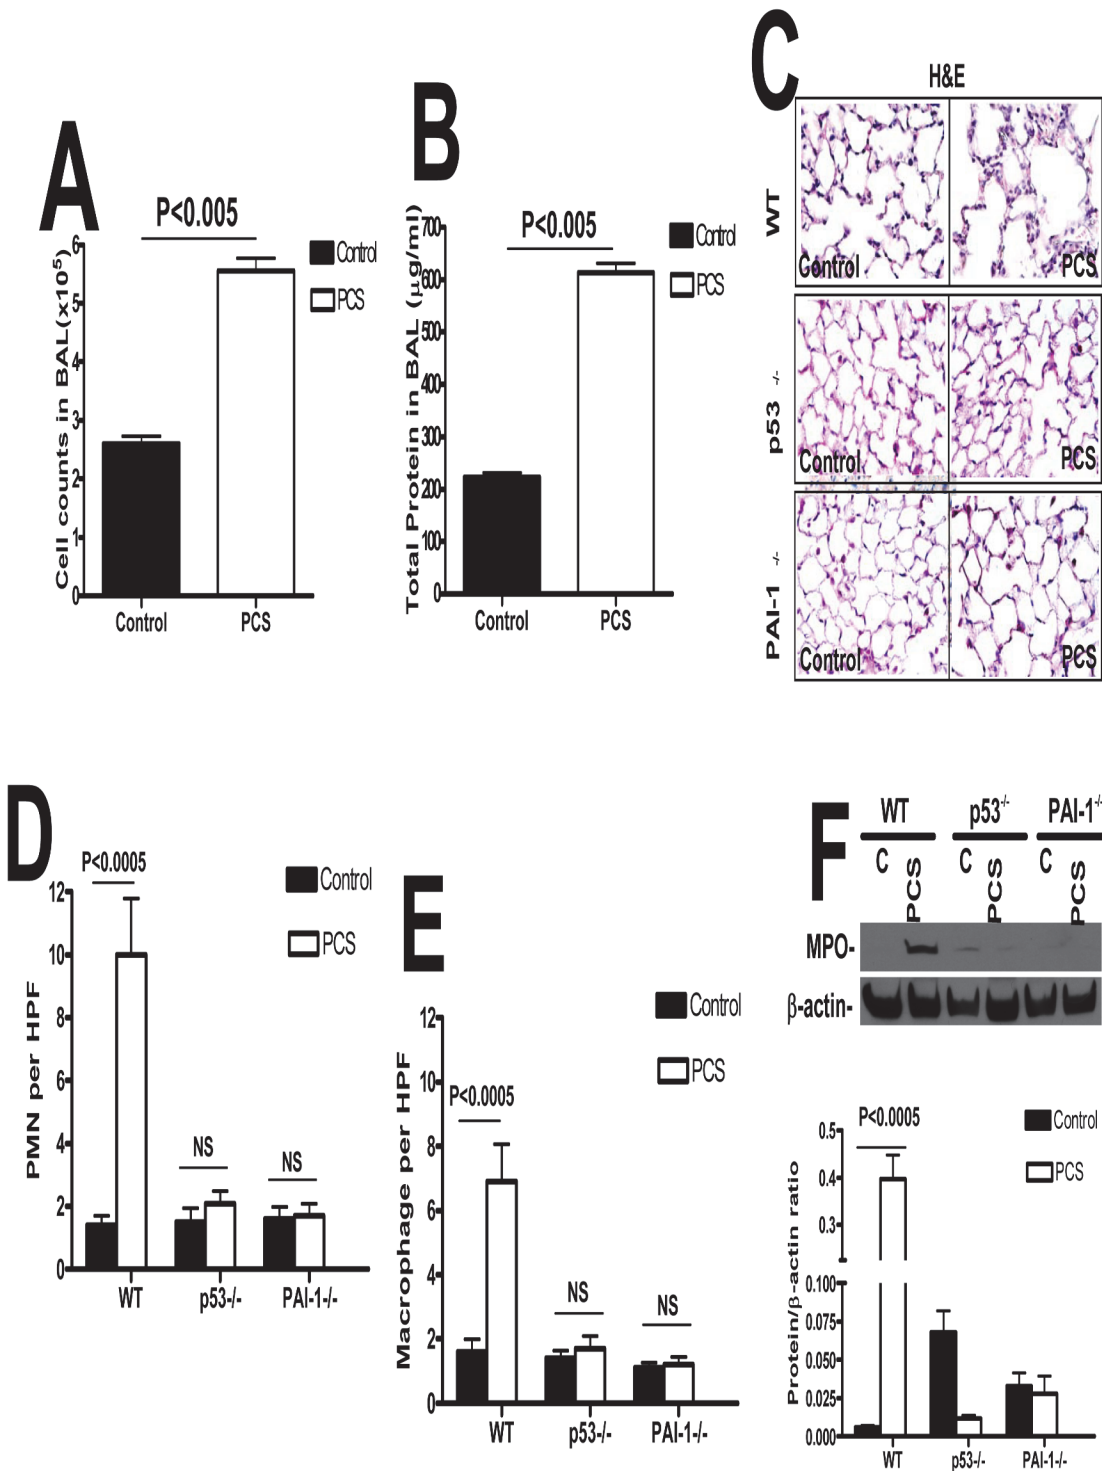 A
P<0.005
Cell counts in BAL(x10⁵)
6
5
4
3
2
1
0
Control
PCS
Control
PCS
B
P<0.005
Total Protein in BAL (μg/ml)
700
600
500
400
300
200
100
0
Control
PCS
Control
PCS
C
H&E
WT
Control
PCS
p53 -/-
Control
PCS
PAI-1 -/-
Control
PCS
D
P<0.0005
Control
PCS
PMN per HPF
12
10
8
6
4
2
0
NS
NS
WT
p53-/-
PAI-1-/-
E
Control
PCS
P<0.0005
Macrophage per HPF
12
10
8
6
4
2
0
NS
NS
WT
p53-/-
PAI-1-/-
F
WT
p53⁻/⁻
PAI-1⁻/⁻
C
PCS
C
PCS
C
PCS
MPO-
β-actin-
P<0.0005
Control
PCS
Protein/β-actin ratio
0.5
0.4
0.3
0.100
0.075
0.050
0.025
0.000
WT
p53-/-
PAI-1-/-